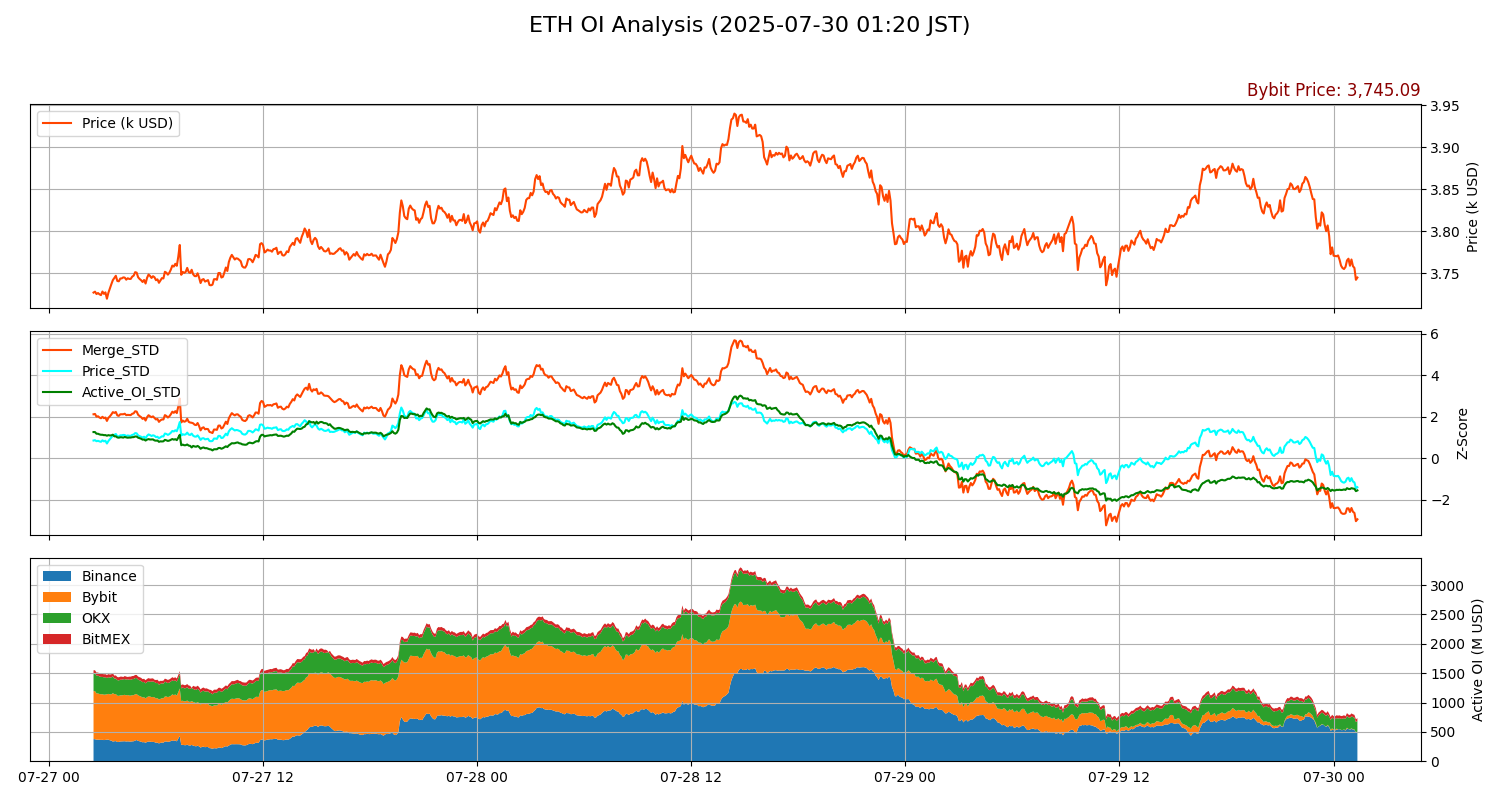 ETH OI Analysis (2025-07-30 01:20 JST)
Bybit Price: 3,745.09
Price (k USD)
3.95
3.90
3.85
3.80
3.75
Price (k USD)
Merge_STD
Price_STD
Active_OI_STD
6
4
2
0
−2
Z-Score
Binance
Bybit
OKX
BitMEX
3000
2500
2000
1500
1000
500
0
Active OI (M USD)
07-27 00
07-27 12
07-28 00
07-28 12
07-29 00
07-29 12
07-30 00